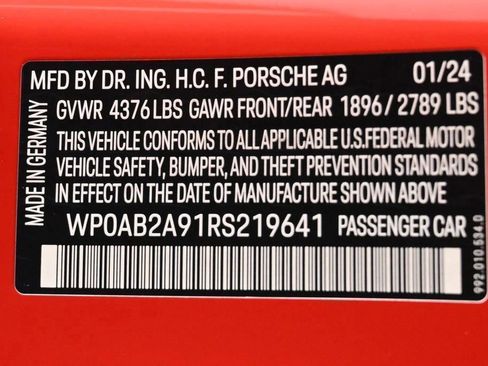 MFD BY DR. ING. H.C. F. PORSCHE AG 01/24
GVWR 4376 LBS GAWR FRONT/REAR 1896 / 2789 LBS
THIS VEHICLE CONFORMS TO ALL APPLICABLE U.S.FEDERAL MOTOR
VEHICLE SAFETY, BUMPER, AND THEFT PREVENTION STANDARDS
IN EFFECT ON THE DATE OF MANUFACTURE SHOWN ABOVE
WP0AB2A91RS219641 PASSENGER CAR
MADE IN GERMANY
992.010.534.D